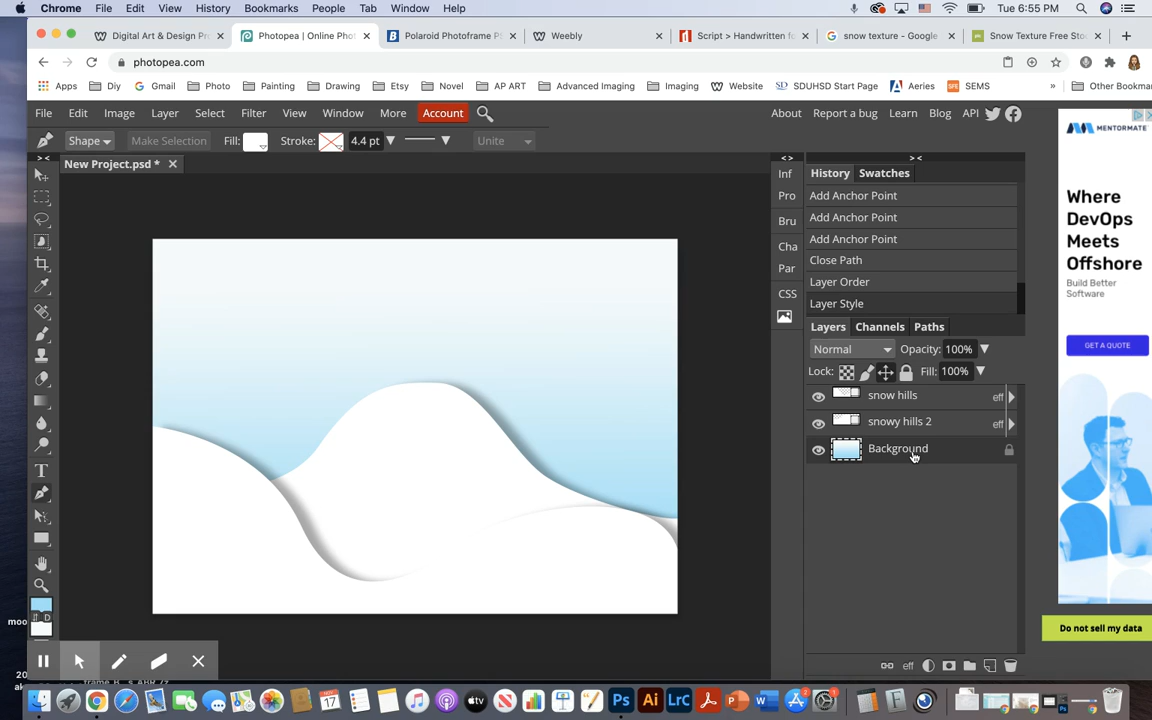 Chrome File Edit View History Bookmarks People Tab Window Help Tue 6:55 PM
Digital Art & Design Pr Photopea | Online Phot Polaroid Photoframe P Weebly Script > Handwritten fo snow texture - Google Snow Texture Free Sto
photopea.com
Apps Diy Gmail Photo Painting Drawing Etsy Novel AP ART Advanced Imaging Imaging Website SDUHSD Start Page Aeries SEMS » Other Bookmar
File Edit Image Layer Select Filter View Window More Account About Report a bug Learn Blog API
Shape Make Selection Fill: Stroke: 4.4 pt Unite
New Project.psd *
Inf
Pro
Bru
Cha
Par
CSS
History Swatches
Add Anchor Point
Add Anchor Point
Add Anchor Point
Close Path
Layer Order
Layer Style
Layers Channels Paths
Normal Opacity: 100%
Lock: Fill: 100%
snow hills eff
snowy hills 2 eff
Background
eff
MENTORMATE
Where
DevOps
Meets
Offshore
Build Better
Software
GET A QUOTE
Do not sell my data
moo
20
NOV
17